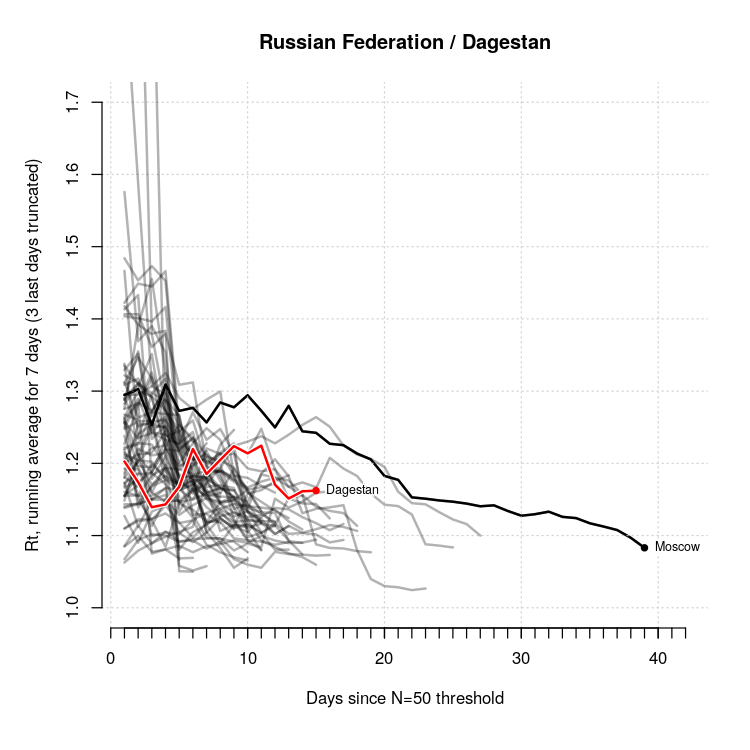 Russian Federation / Dagestan
Rt, running average for 7 days (3 last days truncated)
1.7
1.6
1.5
1.4
1.3
1.2
1.1
1.0
Dagestan
Moscow
0 10 20 30 40
Days since N=50 threshold